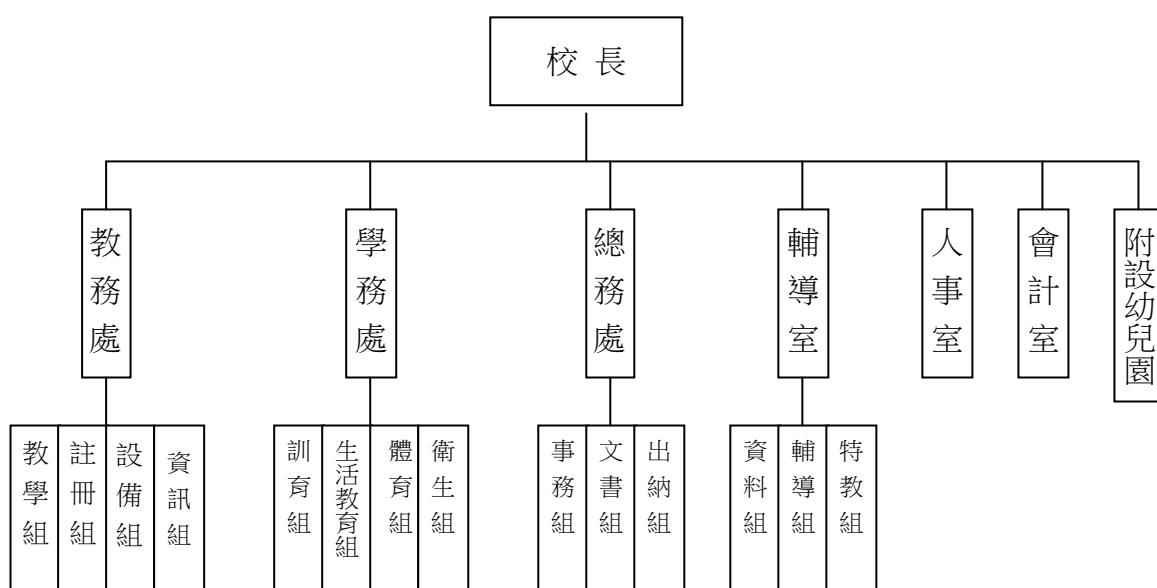 校長
教務處
學務處
總務處
輔導室
人事室
會計室
附設幼兒園
教學組
註冊組
設備組
資訊組
訓育組
生活教育組
體育組
衛生組
事務組
文書組
出納組
資料組
輔導組
特教組